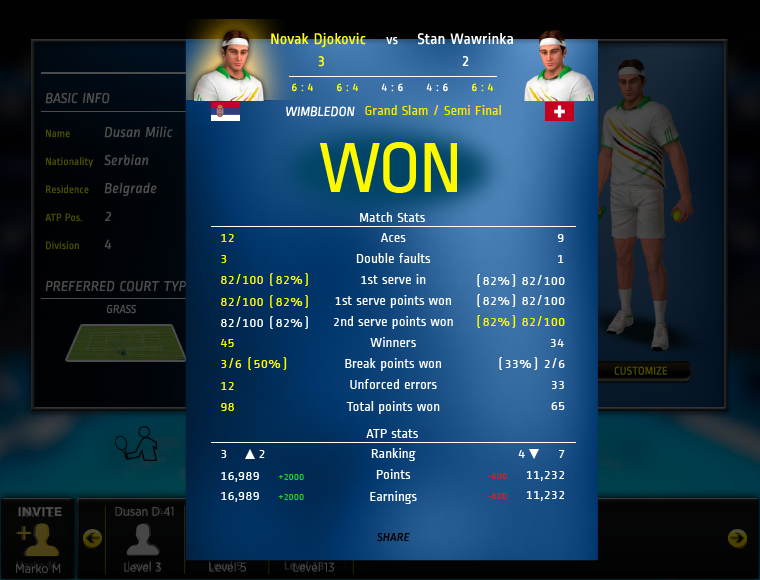 Novak Djokovic vs Stan Wawrinka
3 2
6 : 4 6 : 4 4 : 6 4 : 6 6 : 4
WIMBLEDON Grand Slam / Semi Final
WON
Match Stats
12 Aces 9
3 Double faults 1
82/100 (82%) 1st serve in (82%) 82/100
82/100 (82%) 1st serve points won (82%) 82/100
82/100 (82%) 2nd serve points won (82%) 82/100
45 Winners 34
3/6 (50%) Break points won (33%) 2/6
12 Unforced errors 33
98 Total points won 65
ATP stats
3 ▲ 2 Ranking 4 ▼ 7
16,989 +2000 Points -600 11,232
16,989 +2000 Earnings -600 11,232
SHARE
BASIC INFO
Name Dusan Milic
Nationality Serbian
Residence Belgrade
ATP Pos. 2
Division 4
PREFERRED COURT TYP
GRASS
CUSTOMIZE
INVITE
Marko M
Dusan D:41
Level 3
Level 5
Level 13